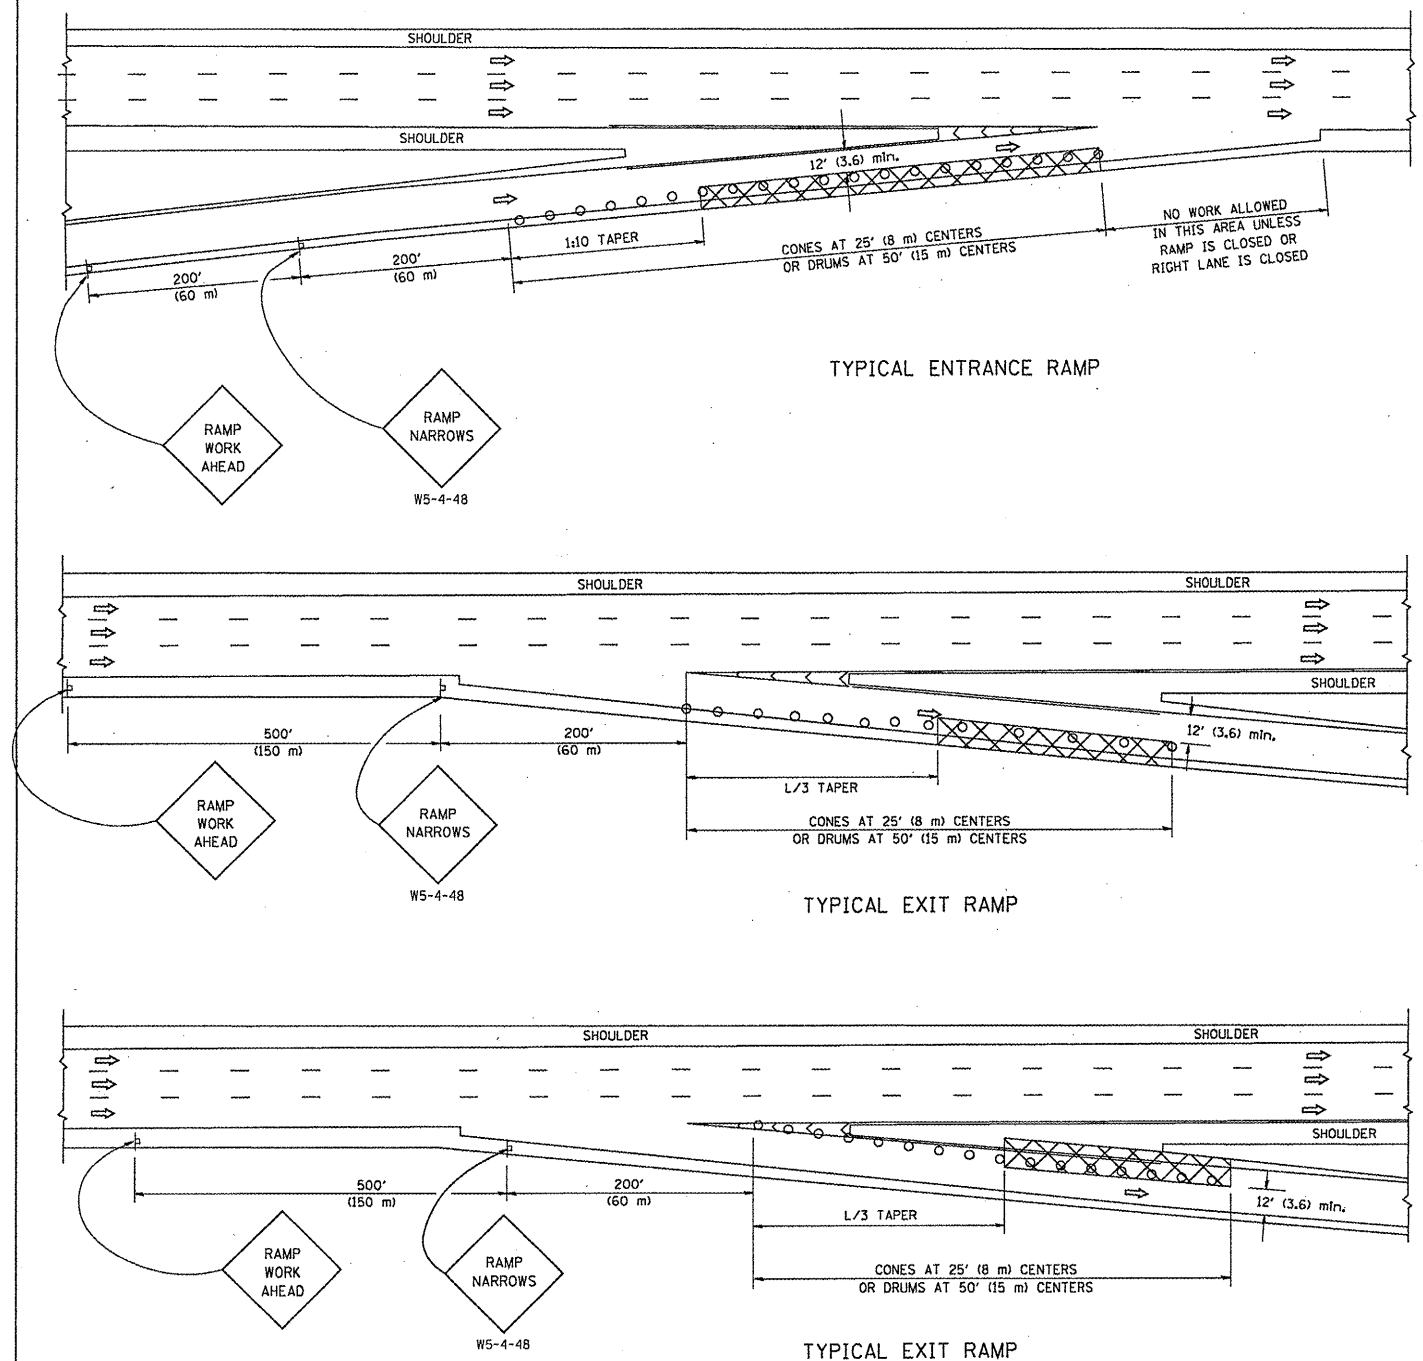 SHOULDER
SHOULDER
12' (3.6) min.
1:10 TAPER
CONES AT 25' (8 m) CENTERS
OR DRUMS AT 50' (15 m) CENTERS
NO WORK ALLOWED
IN THIS AREA UNLESS
RAMP IS CLOSED OR
RIGHT LANE IS CLOSED
200'
(60 m)
200'
(60 m)
TYPICAL ENTRANCE RAMP
RAMP
WORK
AHEAD
RAMP
NARROWS
W5-4-48
SHOULDER
SHOULDER
SHOULDER
12' (3.6) min.
500'
(150 m)
200'
(60 m)
L/3 TAPER
CONES AT 25' (8 m) CENTERS
OR DRUMS AT 50' (15 m) CENTERS
RAMP
WORK
AHEAD
RAMP
NARROWS
W5-4-48
TYPICAL EXIT RAMP
SHOULDER
SHOULDER
SHOULDER
500'
(150 m)
200'
(60 m)
12' (3.6) min.
L/3 TAPER
CONES AT 25' (8 m) CENTERS
OR DRUMS AT 50' (15 m) CENTERS
RAMP
WORK
AHEAD
RAMP
NARROWS
W5-4-48
TYPICAL EXIT RAMP